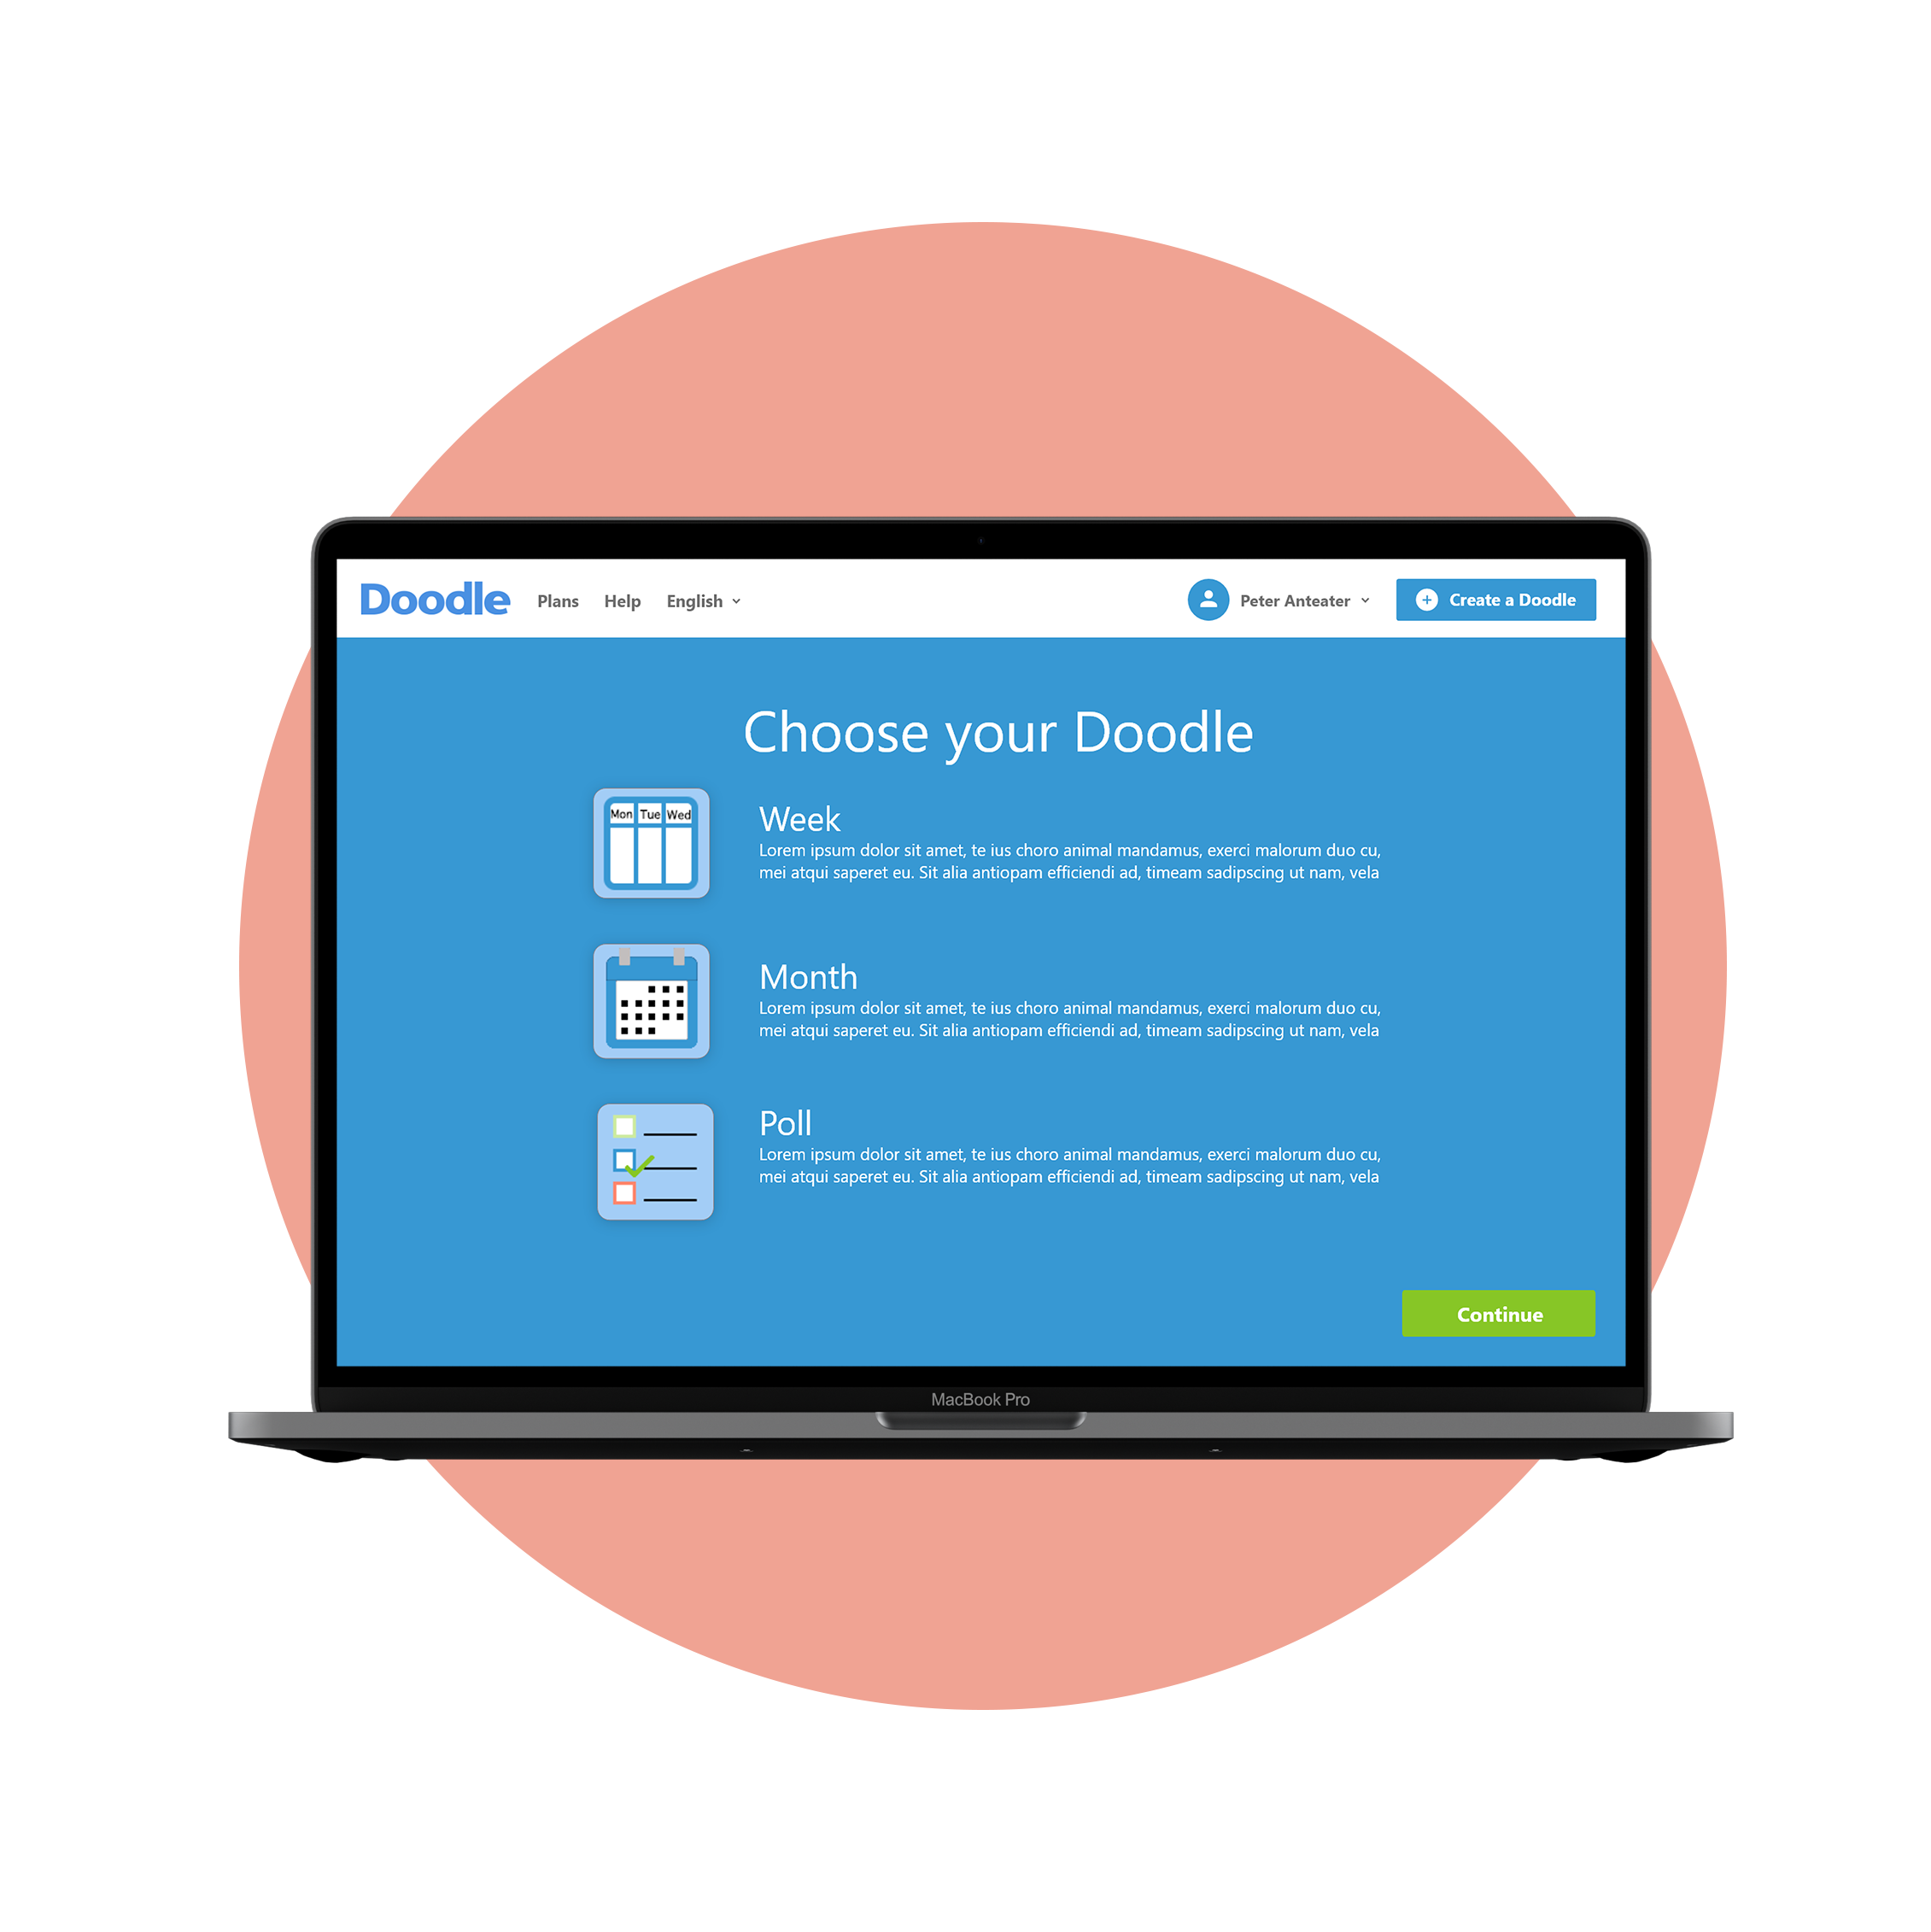 Doodle Plans Help English Peter Anteater Create a Doodle
Choose your Doodle
Mon Tue Wed
Week
Lorem ipsum dolor sit amet, te ius choro animal mandamus, exerci malorum duo cu,
mei atqui saperet eu. Sit alia antiopam efficiendi ad, timeam sadipscing ut nam, vela
Month
Lorem ipsum dolor sit amet, te ius choro animal mandamus, exerci malorum duo cu,
mei atqui saperet eu. Sit alia antiopam efficiendi ad, timeam sadipscing ut nam, vela
Poll
Lorem ipsum dolor sit amet, te ius choro animal mandamus, exerci malorum duo cu,
mei atqui saperet eu. Sit alia antiopam efficiendi ad, timeam sadipscing ut nam, vela
Continue
MacBook Pro